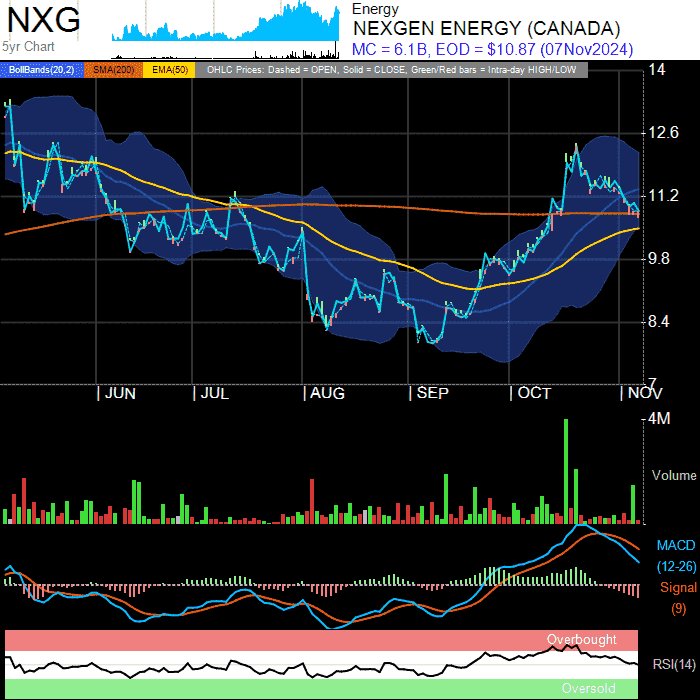 NXG
5yr Chart
Energy
NEXGEN ENERGY (CANADA)
MC = 6.1B, EOD = $10.87 (07Nov2024)
BollBands(20,2) SMA(200) EMA(50) OHLC Prices: Dashed = OPEN, Solid = CLOSE, Green/Red bars = Intra-day HIGH/LOW
14
12.6
11.2
9.8
8.4
7
JUN JUL AUG SEP OCT NOV
4M
Volume
MACD
(12-26)
Signal
(9)
Overbought
RSI(14)
Oversold